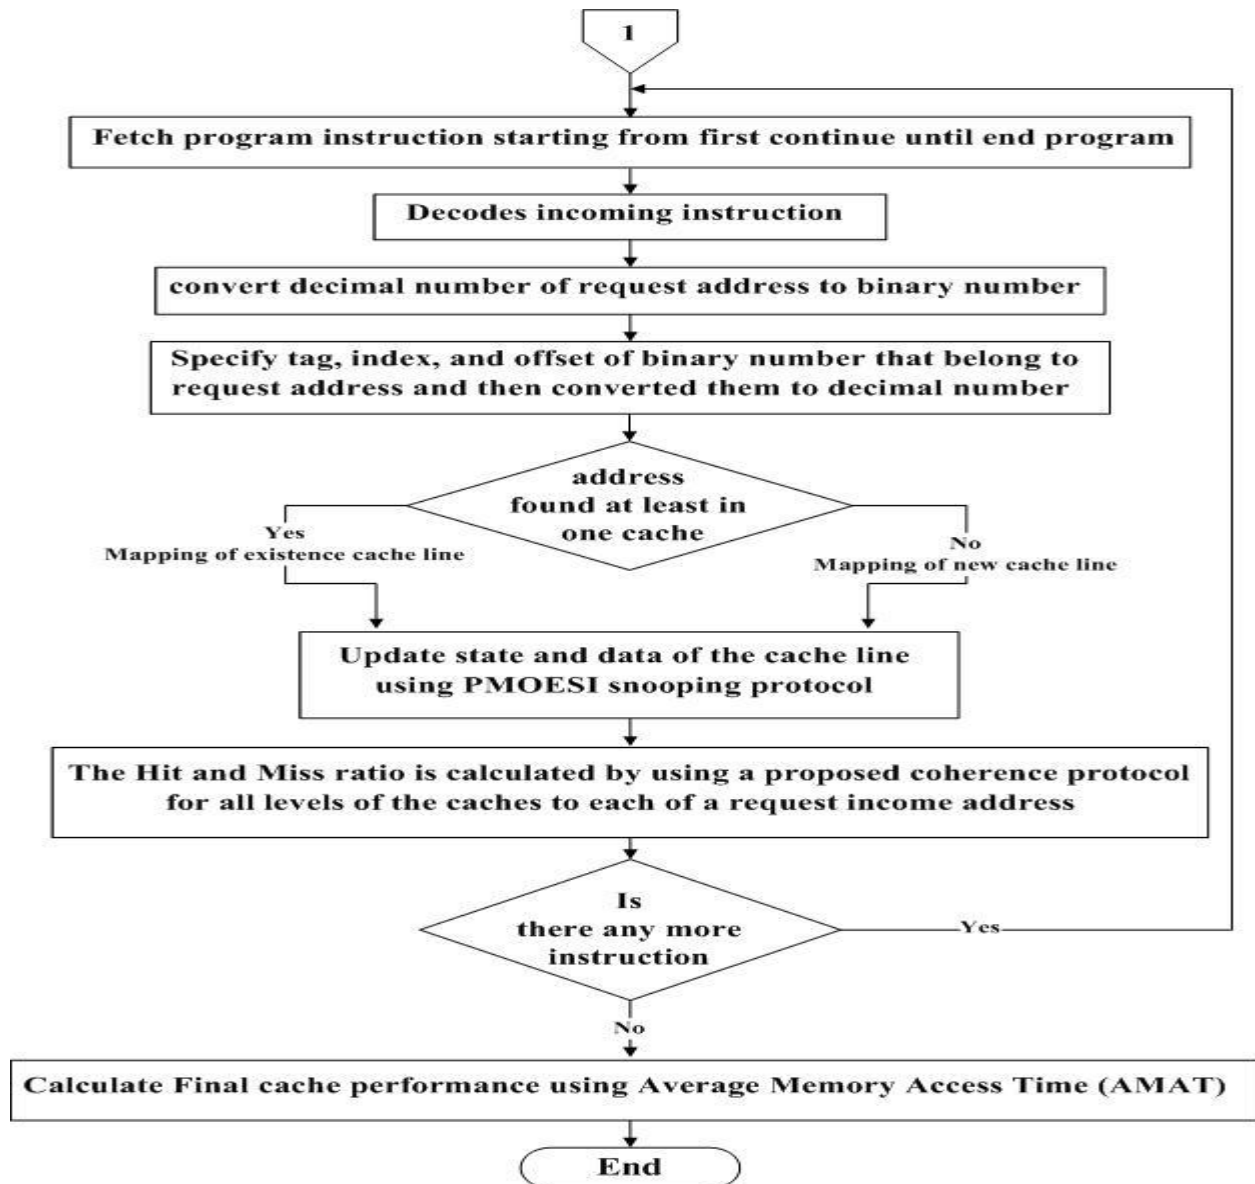 1
Fetch program instruction starting from first continue until end program
Decodes incoming instruction
convert decimal number of request address to binary number
Specify tag, index, and offset of binary number that belong to
request address and then converted them to decimal number
address
found at least in
one cache
Yes
Mapping of existence cache line
No
Mapping of new cache line
Update state and data of the cache line
using PMOESI snooping protocol
The Hit and Miss ratio is calculated by using a proposed coherence protocol
for all levels of the caches to each of a request income address
Is
there any more
instruction
Yes
No
Calculate Final cache performance using Average Memory Access Time (AMAT)
End